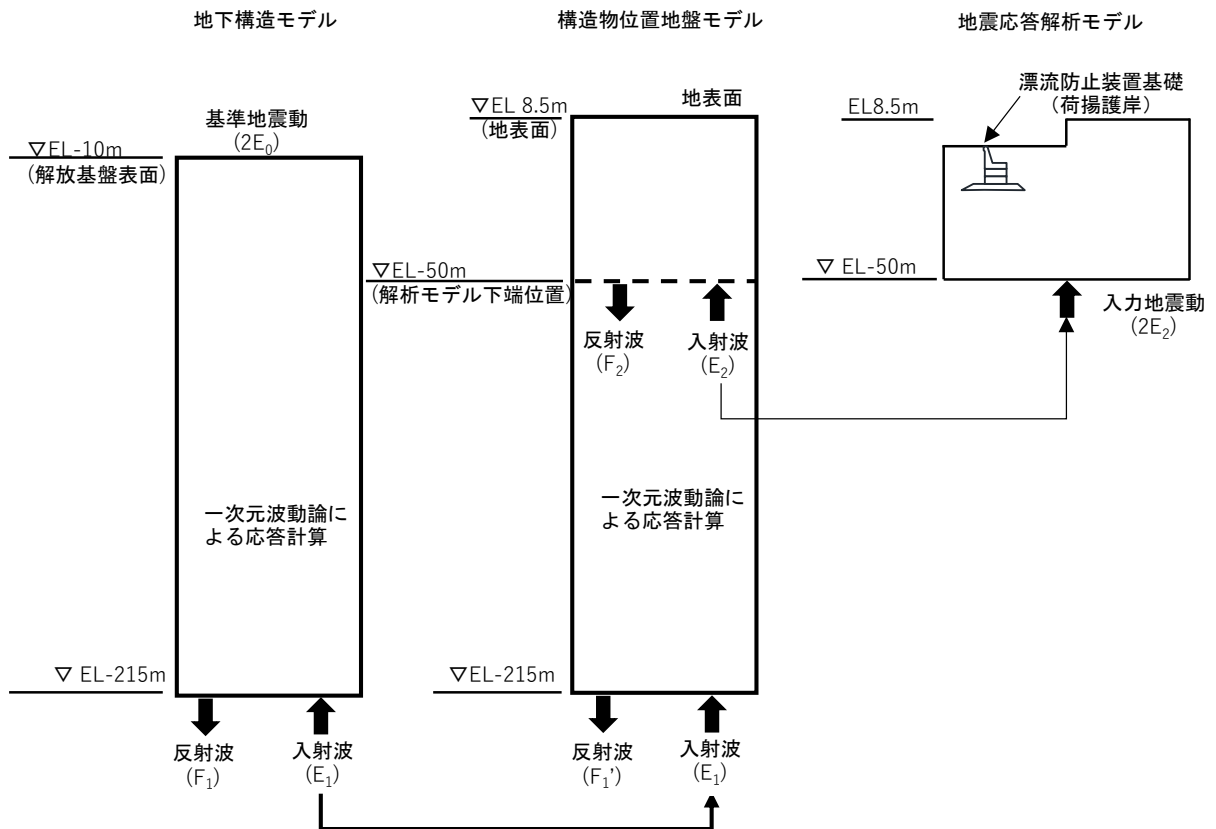 地下構造モデル
基準地震動
(2E₀)
▽EL-10m
(解放基盤表面)
一次元波動論に
よる応答計算
▽ EL-215m
反射波
(F₁)
入射波
(E₁)
構造物位置地盤モデル
▽EL 8.5m
(地表面)
地表面
▽EL-50m
(解析モデル下端位置)
反射波
(F₂)
入射波
(E₂)
一次元波動論に
よる応答計算
▽EL-215m
反射波
(F₁')
入射波
(E₁)
地震応答解析モデル
漂流防止装置基礎
(荷揚護岸)
EL8.5m
▽ EL-50m
入力地震動
(2E₂)